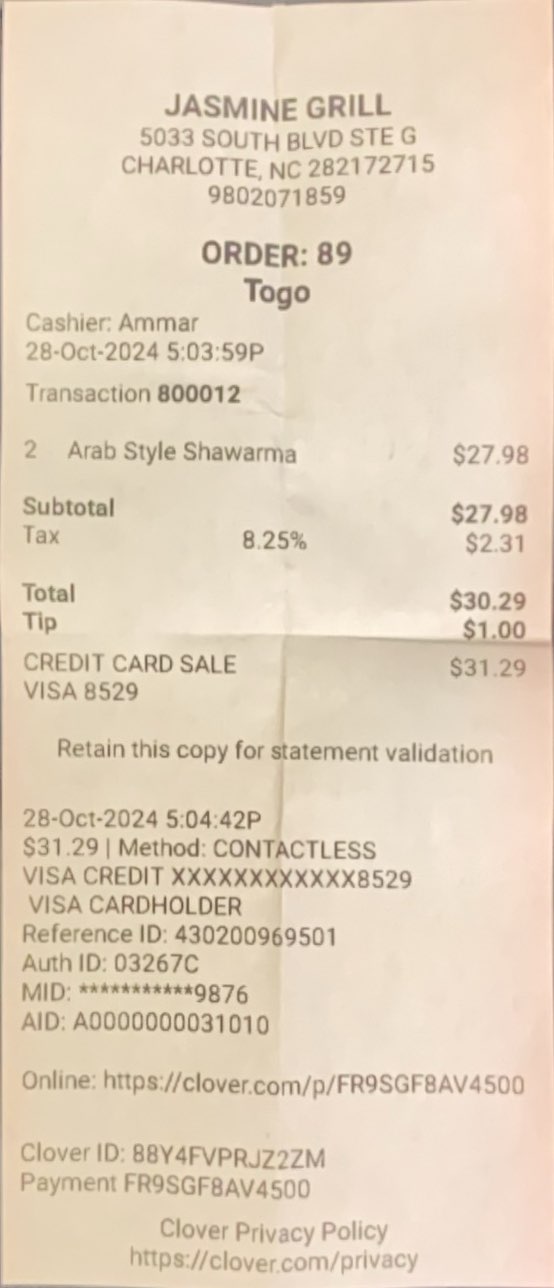 JASMINE GRILL
5033 SOUTH BLVD STE G
CHARLOTTE, NC 282172715
9802071859
ORDER: 89
Togo
Cashier: Ammar
28-Oct-2024 5:03:59P
Transaction 800012
2 Arab Style Shawarma $27.98
Subtotal $27.98
Tax 8.25% $2.31
Total $30.29
Tip $1.00
CREDIT CARD SALE $31.29
VISA 8529
Retain this copy for statement validation
28-Oct-2024 5:04:42P
$31.29 | Method: CONTACTLESS
VISA CREDIT XXXXXXXXXXXX8529
VISA CARDHOLDER
Reference ID: 430200969501
Auth ID: 03267C
MID: ***********9876
AID: A0000000031010
Online: https://clover.com/p/FR9SGF8AV4500
Clover ID: 88Y4FVPRJZ2ZM
Payment FR9SGF8AV4500
Clover Privacy Policy
https://clover.com/privacy